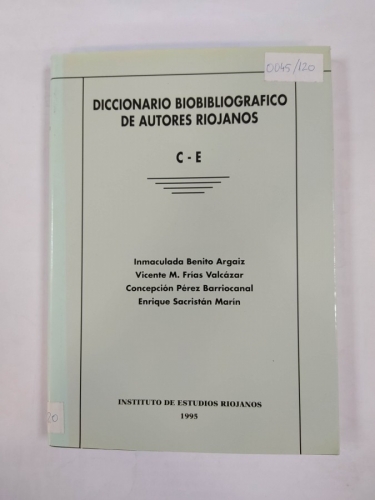 0045/120
DICCIONARIO BIOBIBLIOGRAFICO
DE AUTORES RIOJANOS
C - E
Inmaculada Benito Argaiz
Vicente M. Frías Valcázar
Concepción Pérez Barriocanal
Enrique Sacristán Marín
INSTITUTO DE ESTUDIOS RIOJANOS
1995
20